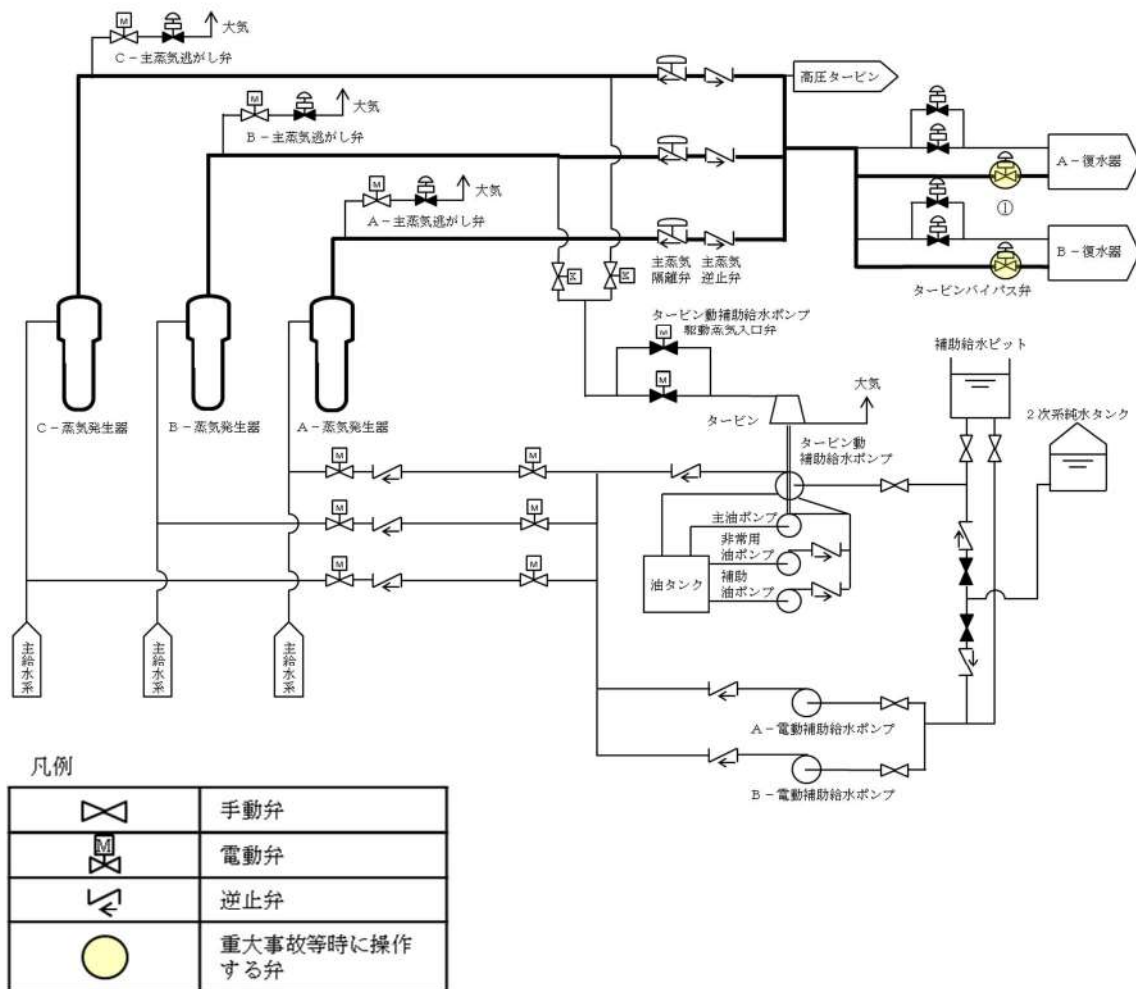 M
大気
C－主蒸気逃がし弁
M
大気
B－主蒸気逃がし弁
M
大気
A－主蒸気逃がし弁
高圧タービン
A－復水器
①
B－復水器
タービンバイパス弁
主蒸気
隔離弁
主蒸気
逆止弁
M
M
タービン動補助給水ポンプ
駆動蒸気入口弁
M
M
タービン
大気
補助給水ピット
2次系純水タンク
C－蒸気発生器
B－蒸気発生器
A－蒸気発生器
タービン動
補助給水ポンプ
M
M
M
M
M
M
主油ポンプ
非常用
油ポンプ
補助
油ポンプ
油タンク
主給水系
主給水系
主給水系
A－電動補助給水ポンプ
B－電動補助給水ポンプ
凡例
手動弁
M
電動弁
逆止弁
重大事故等時に操作
する弁